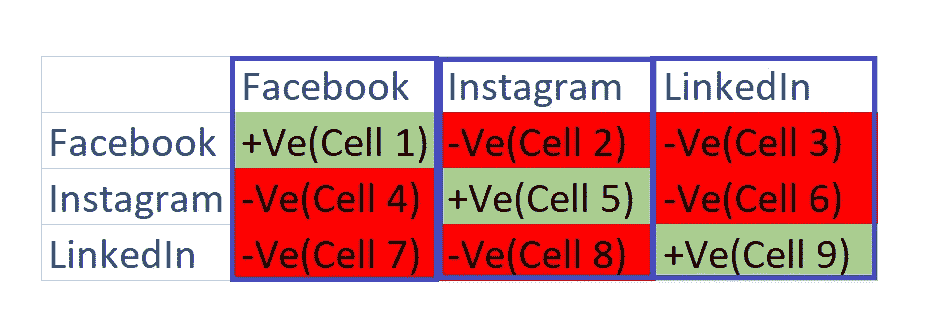 Facebook Instagram LinkedIn
Facebook +Ve(Cell 1) -Ve(Cell 2) -Ve(Cell 3)
Instagram -Ve(Cell 4) +Ve(Cell 5) -Ve(Cell 6)
LinkedIn -Ve(Cell 7) -Ve(Cell 8) +Ve(Cell 9)